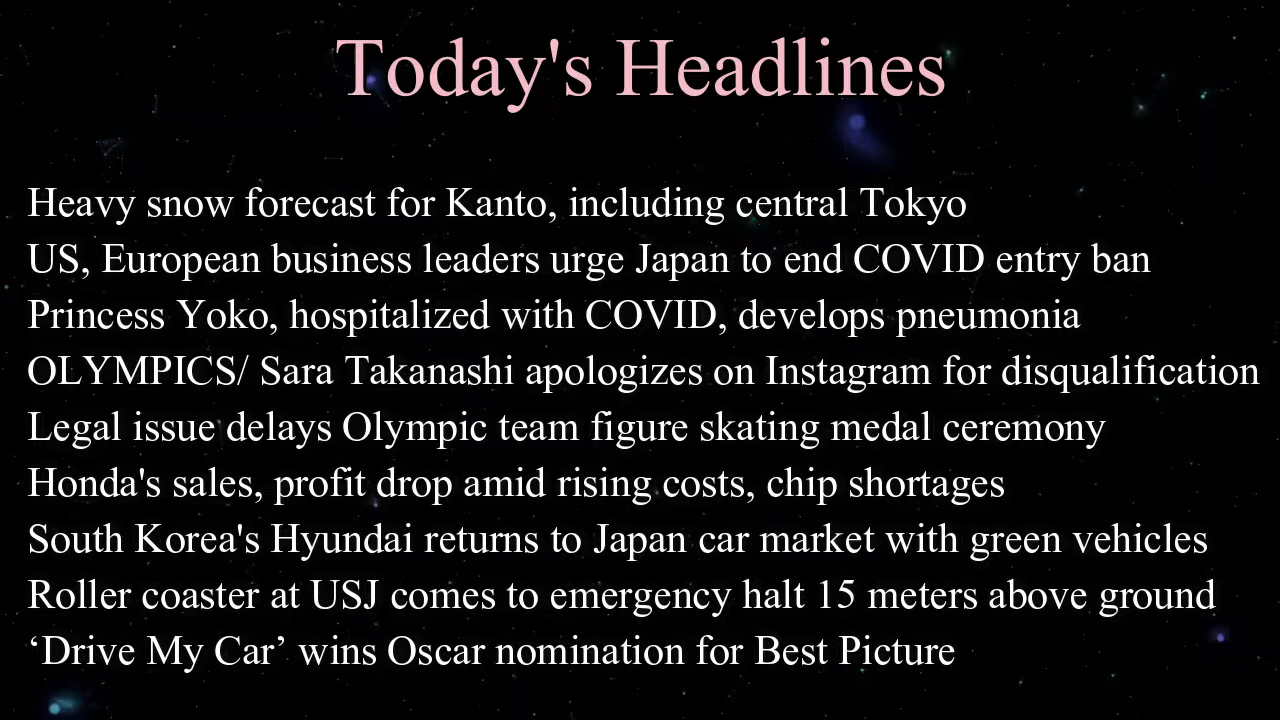 Today's Headlines
Heavy snow forecast for Kanto, including central Tokyo
US, European business leaders urge Japan to end COVID entry ban
Princess Yoko, hospitalized with COVID, develops pneumonia
OLYMPICS/ Sara Takanashi apologizes on Instagram for disqualification
Legal issue delays Olympic team figure skating medal ceremony
Honda's sales, profit drop amid rising costs, chip shortages
South Korea's Hyundai returns to Japan car market with green vehicles
Roller coaster at USJ comes to emergency halt 15 meters above ground
‘Drive My Car’ wins Oscar nomination for Best Picture